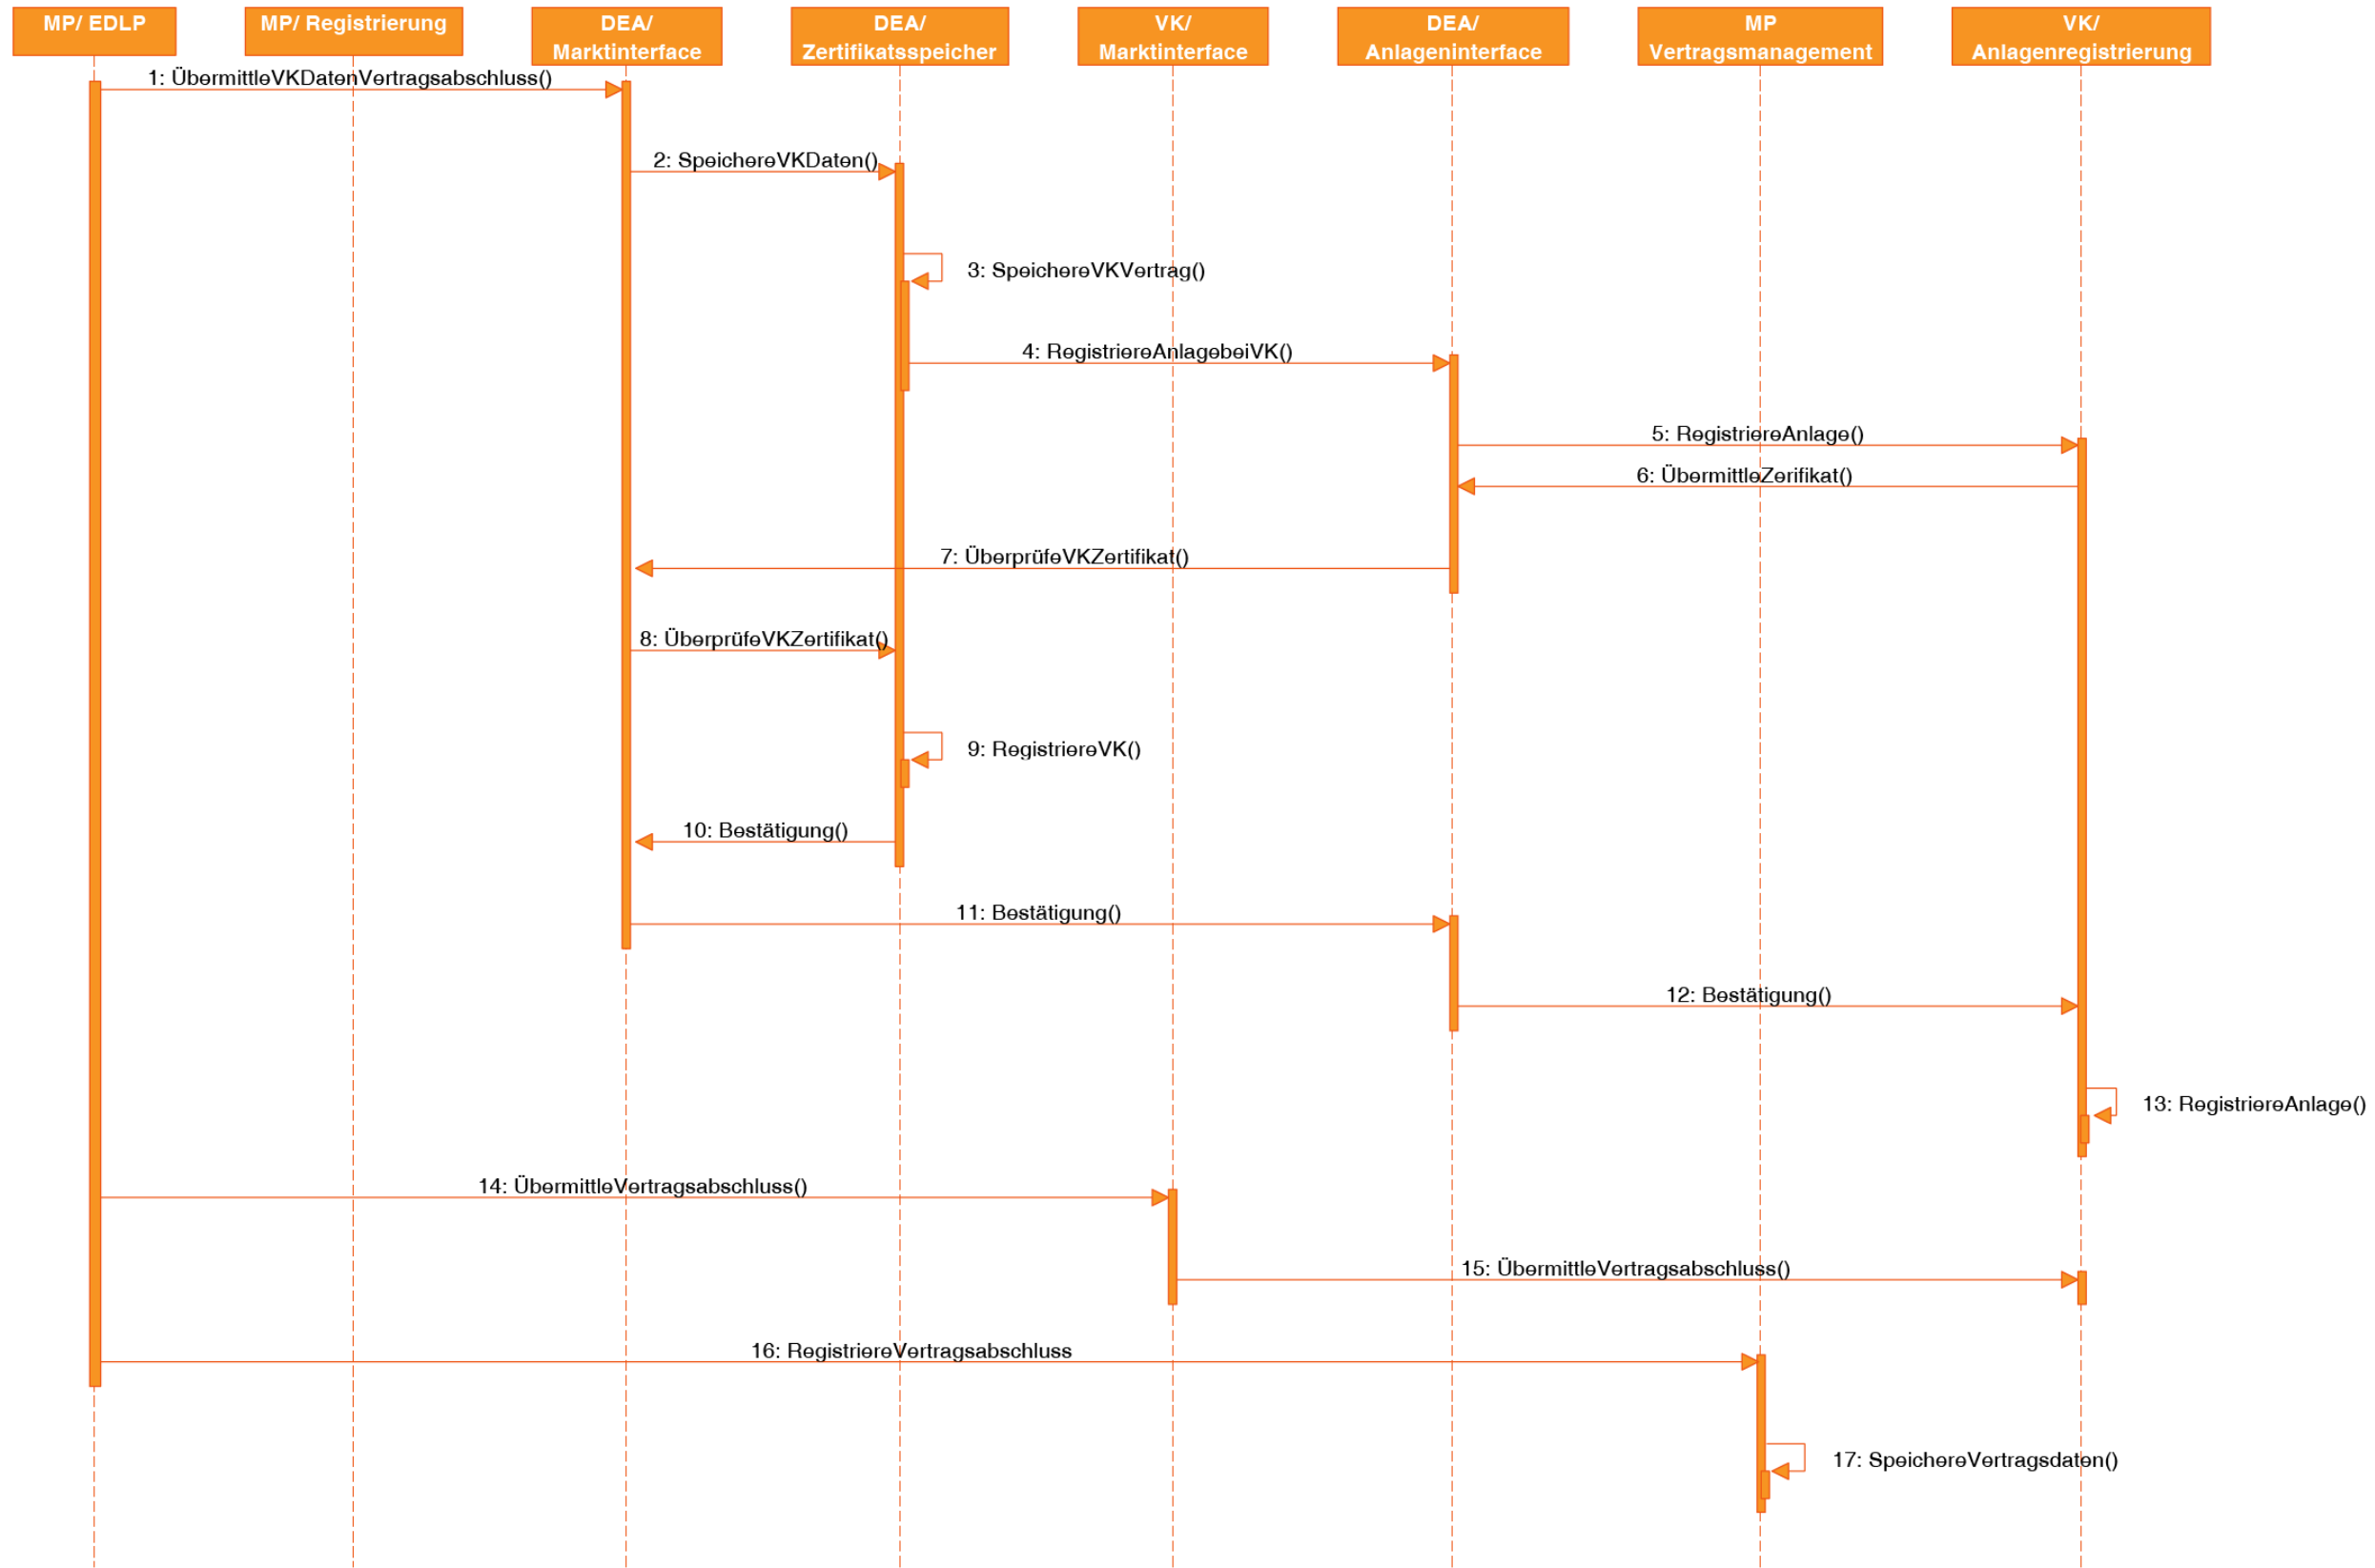 MP/ EDLP
MP/ Registrierung
DEA/
Marktinterface
DEA/
Zertifikatsspeicher
VK/
Marktinterface
DEA/
Anlageninterface
MP
Vertragsmanagement
VK/
Anlagenregistrierung
1: ÜbermittleVKDatenVertragsabschluss()
2: SpeichereVKDaten()
3: SpeichereVKVertrag()
4: RegistriereAnlagebeiVK()
5: RegistriereAnlage()
6: ÜbermittleZerifikat()
7: ÜberprüfeVKZertifikat()
8: ÜberprüfeVKZertifikat()
9: RegistriereVK()
10: Bestätigung()
11: Bestätigung()
12: Bestätigung()
13: RegistriereAnlage()
14: ÜbermittleVertragsabschluss()
15: ÜbermittleVertragsabschluss()
16: RegistriereVertragsabschluss
17: SpeichereVertragsdaten()